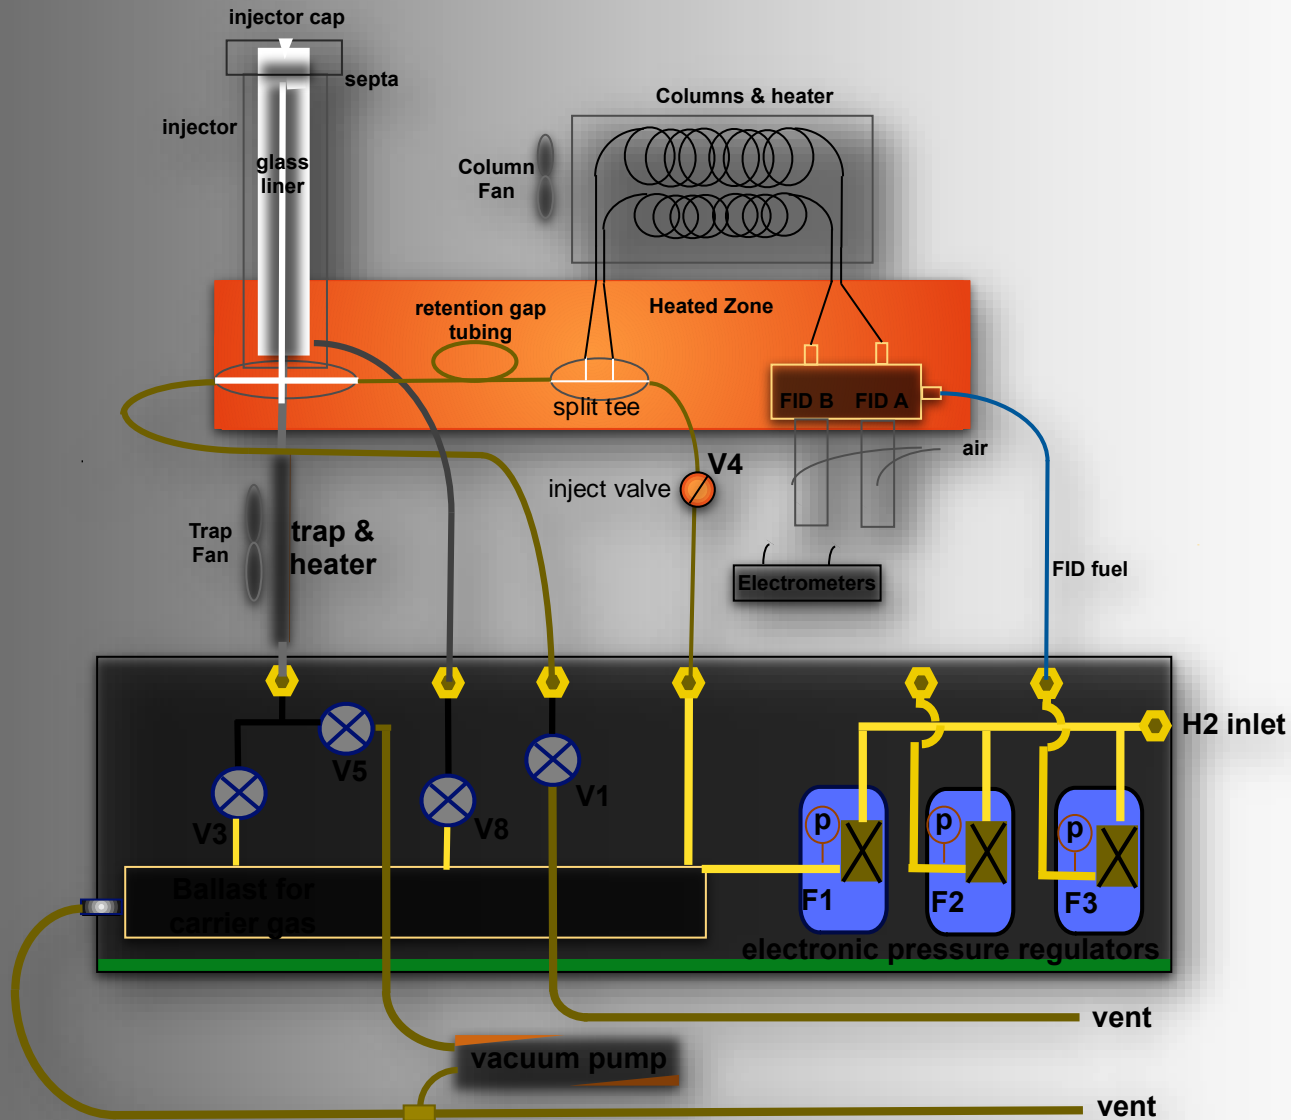 injector cap
septa
injector
glass
liner
Columns & heater
Column
Fan
retention gap
tubing
Heated Zone
split tee
FID B
FID A
air
V4
inject valve
Trap
Fan
trap &
heater
Electrometers
FID fuel
H2 inlet
V5
V1
V3
V8
p
p
p
F1
F2
F3
Ballast for
carrier gas
electronic pressure regulators
vent
vacuum pump
vent